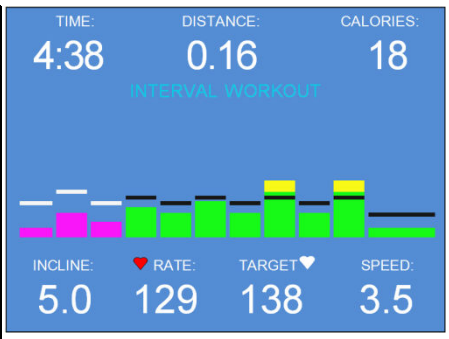 TIME: DISTANCE: CALORIES:
4:38 0.16 18
INTERVAL WORKOUT
INCLINE: RATE: TARGET SPEED:
5.0 129 138 3.5